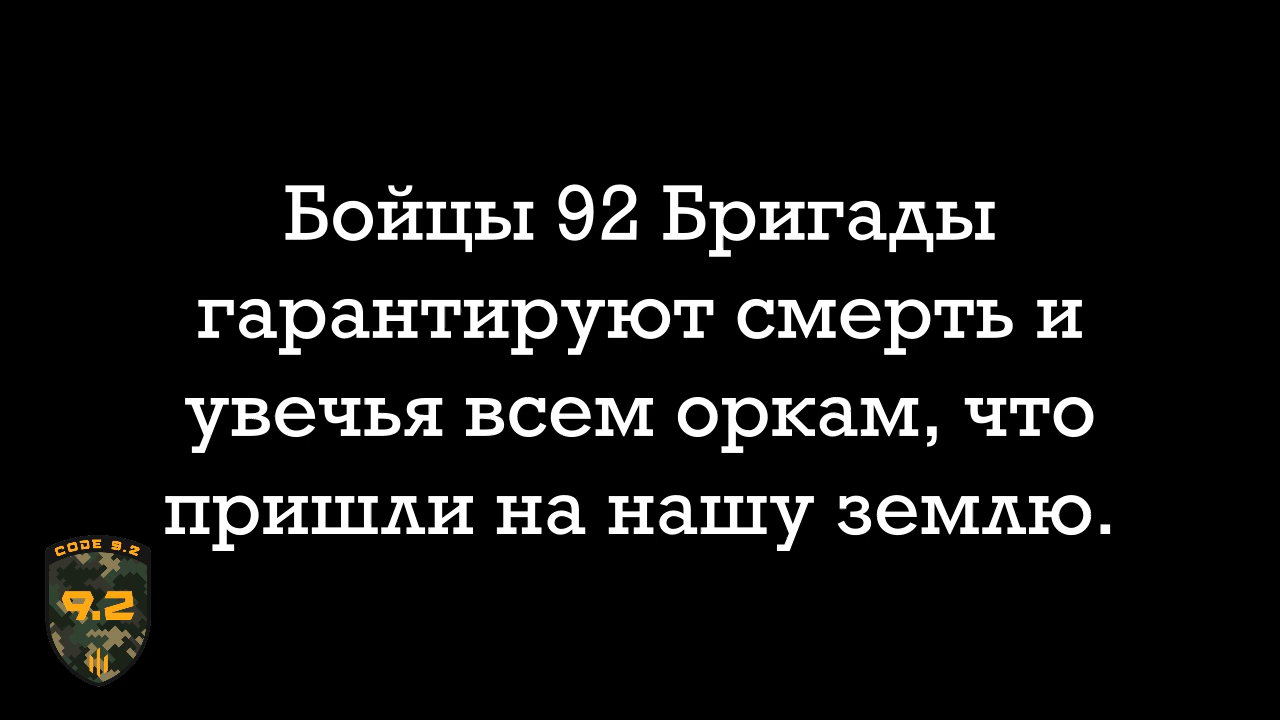 Бойцы 92 Бригады
гарантируют смерть и
увечья всем оркам, что
пришли на нашу землю.
CODE 9.2
9.2